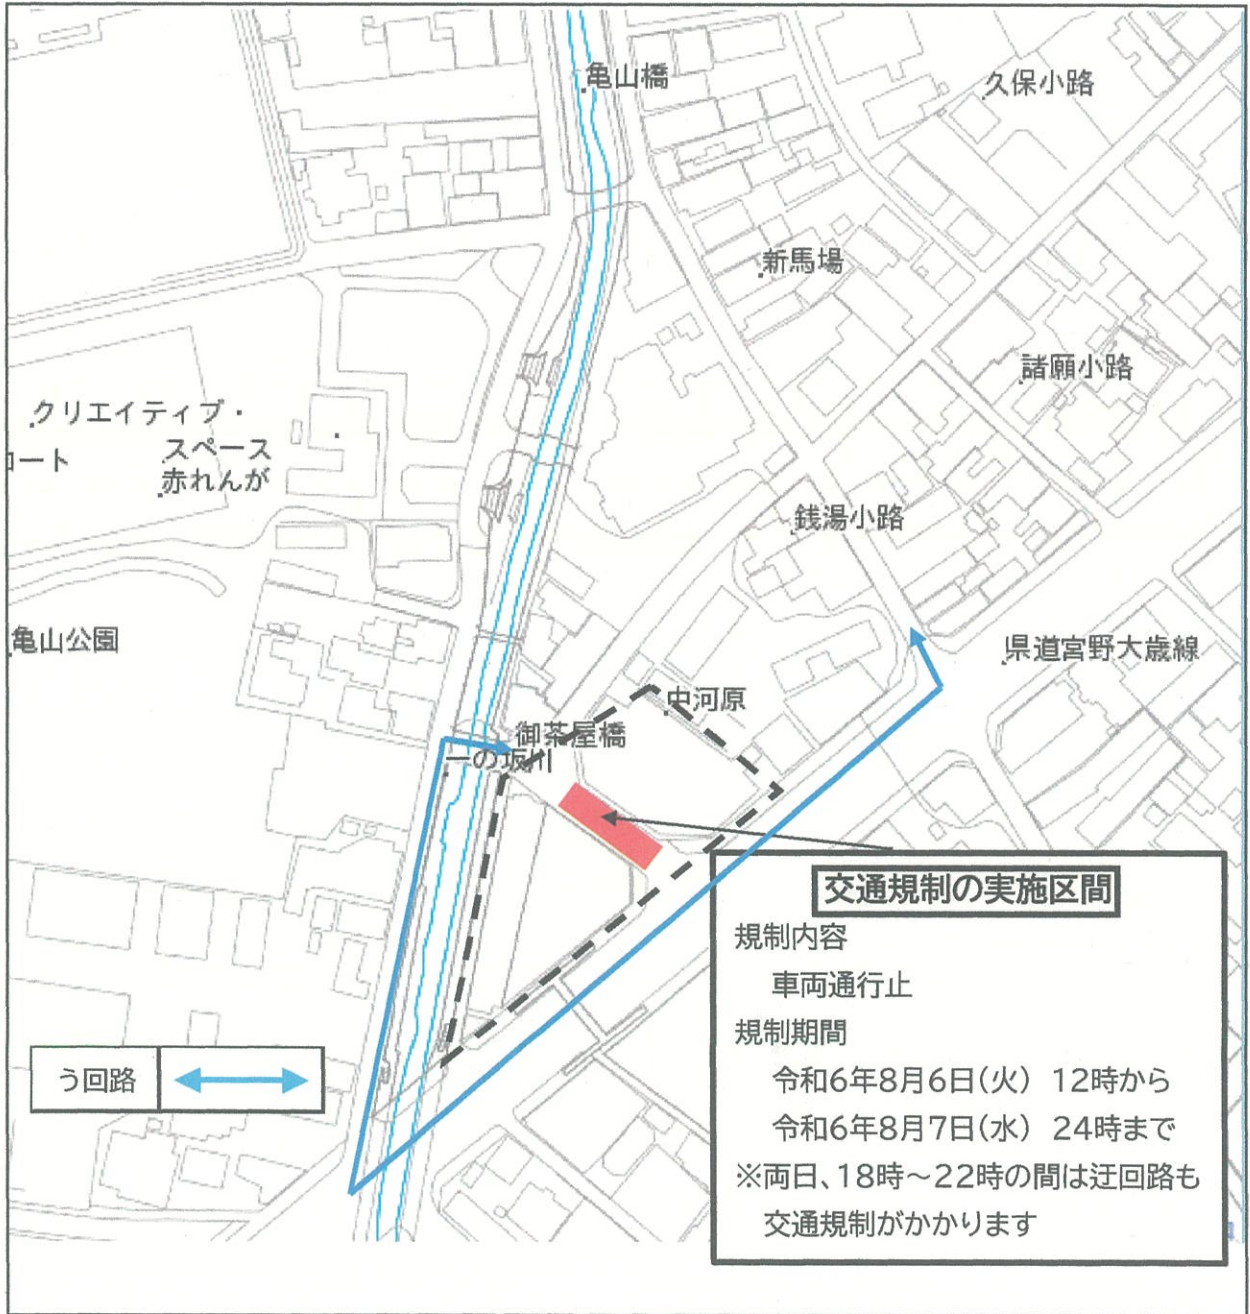 亀山橋
久保小路
新馬場
諸願小路
クリエイティブ・
スペース
赤れんが
コート
銭湯小路
亀山公園
県道宮野大歳線
中河原
御茶屋橋
一の坂川
う回路
交通規制の実施区間
規制内容
車両通行止
規制期間
令和6年8月6日(火) 12時から
令和6年8月7日(水) 24時まで
※両日、18時~22時の間は迂回路も
交通規制がかかります